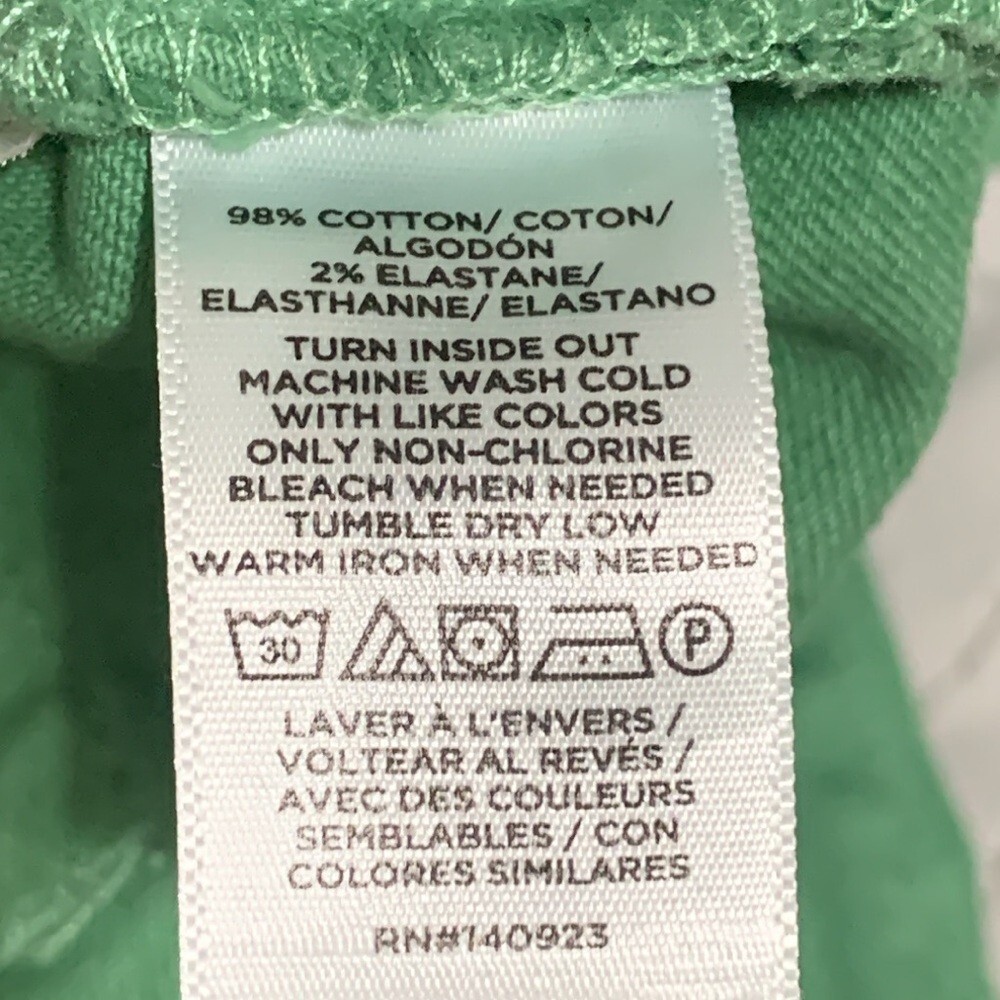 98% COTTON/ COTON/
ALGODÓN
2% ELASTANE/
ELASTHANNE/ ELASTANO
TURN INSIDE OUT
MACHINE WASH COLD
WITH LIKE COLORS
ONLY NON-CHLORINE
BLEACH WHEN NEEDED
TUMBLE DRY LOW
WARM IRON WHEN NEEDED
30 P
LAVER À L'ENVERS /
VOLTEAR AL REVÉS /
AVEC DES COULEURS
SEMBLABLES / CON
COLORES SIMILARES
RN#140923